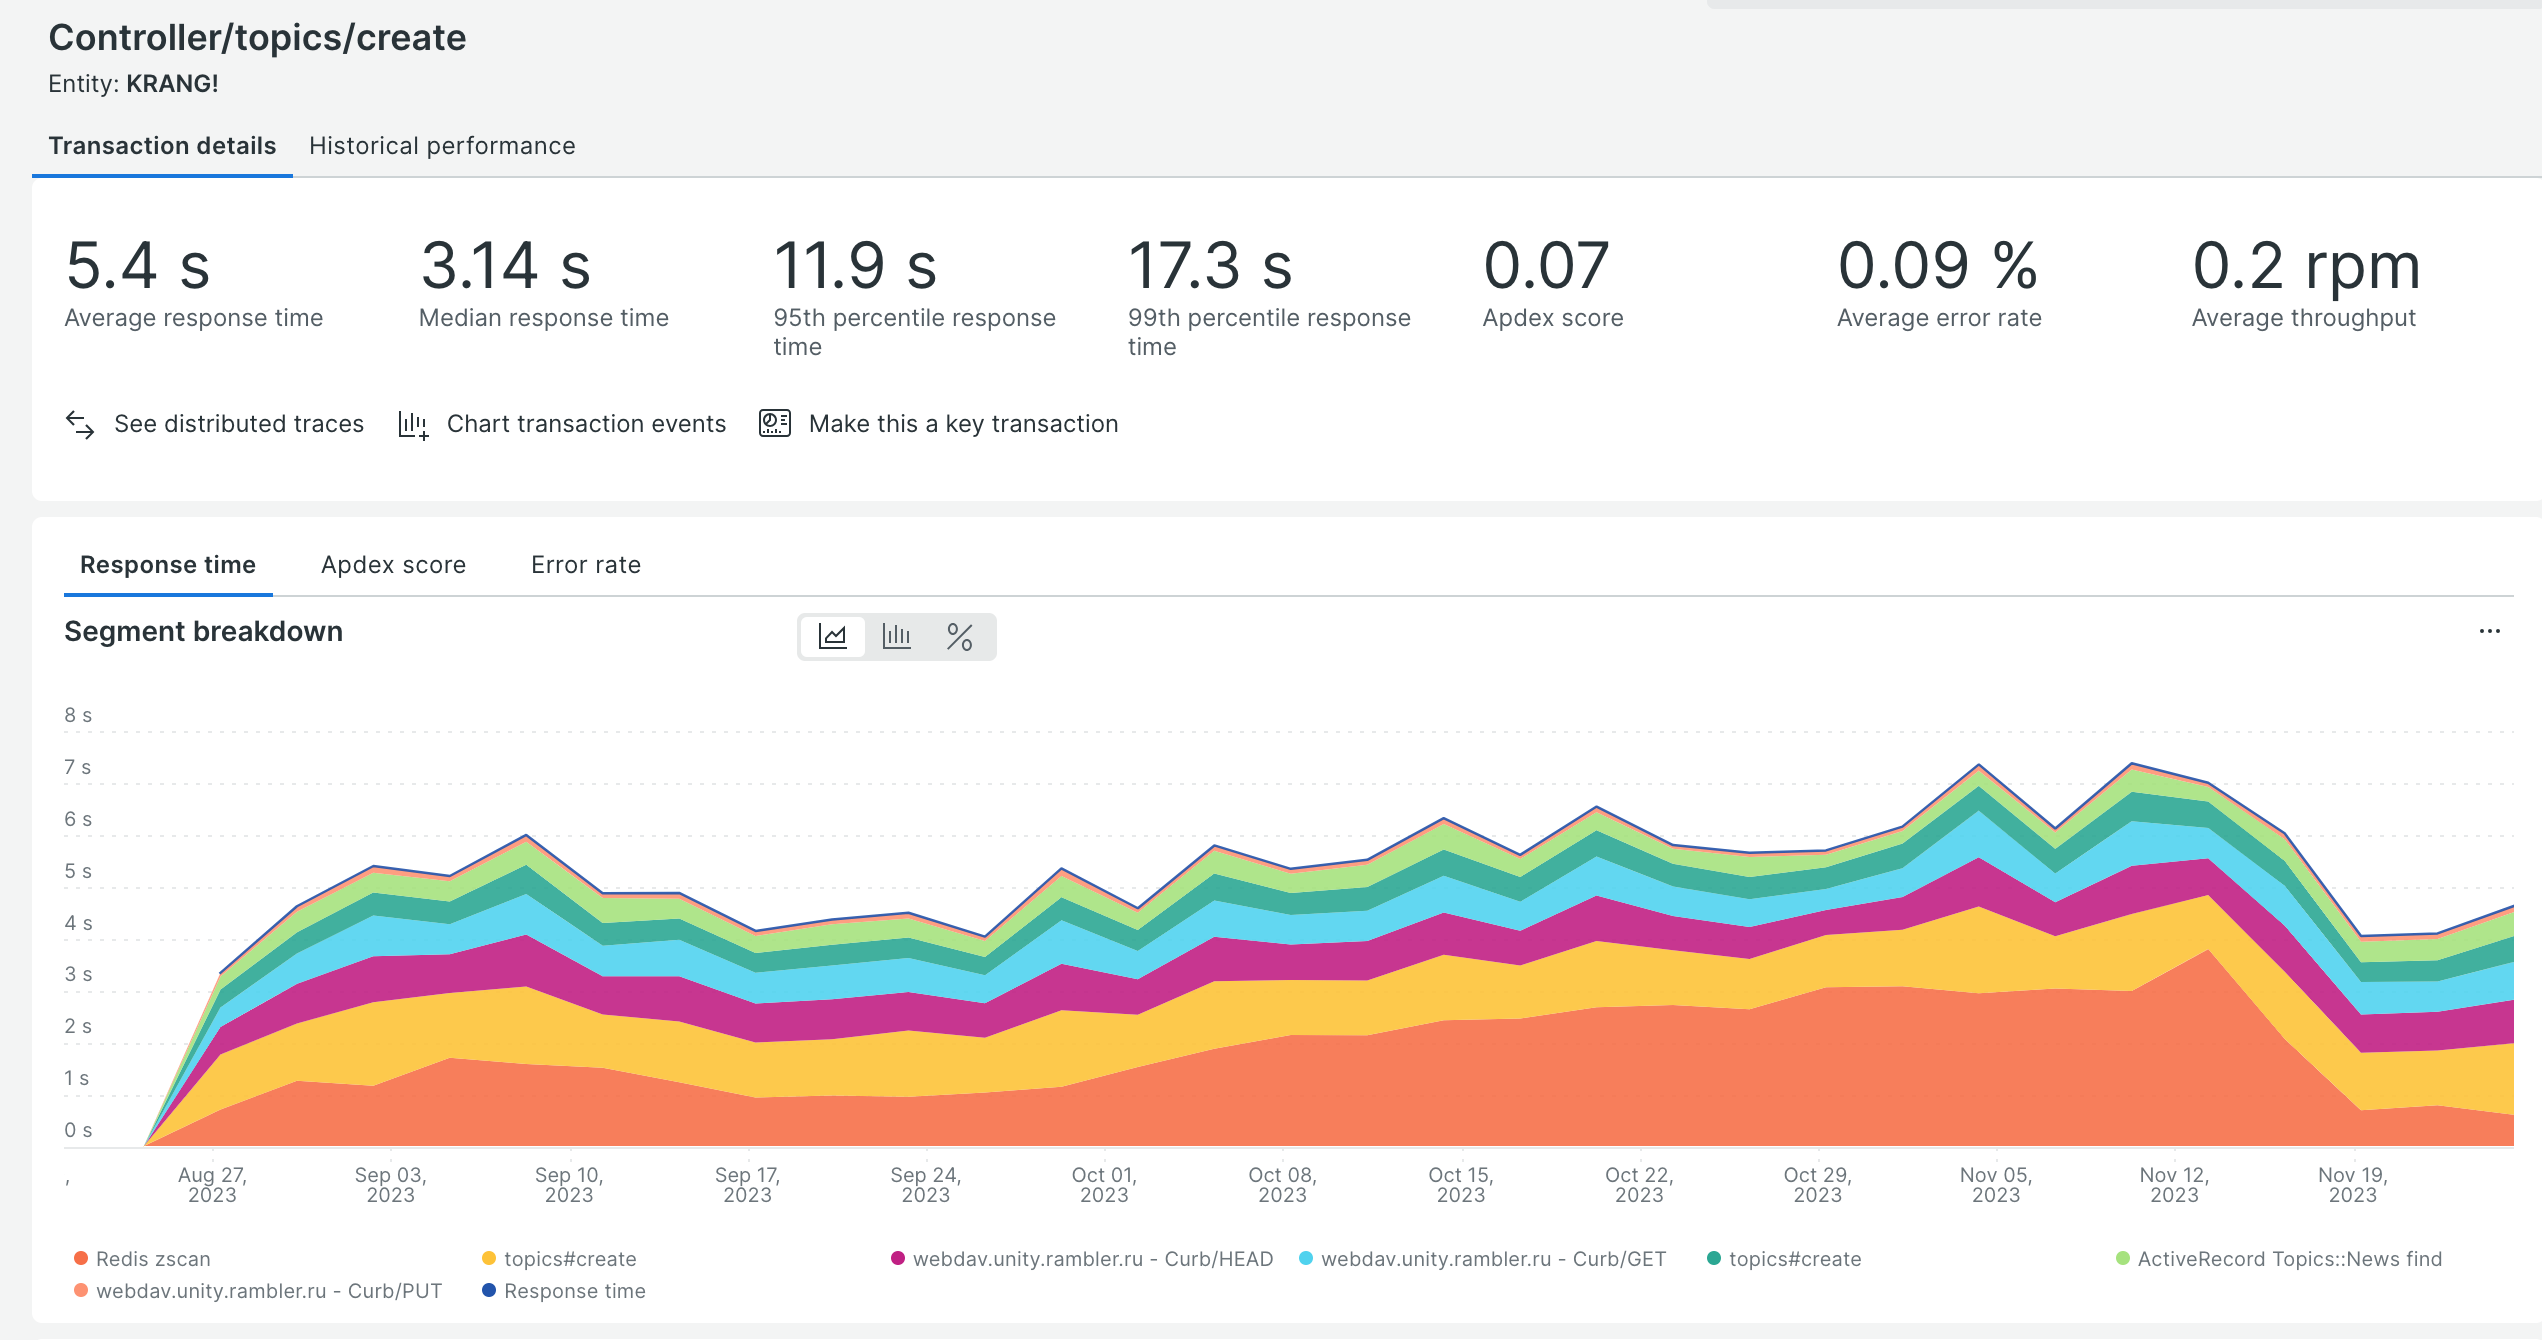 Controller/topics/create
Entity: KRANG!
Transaction details Historical performance
5.4 s 3.14 s 11.9 s 17.3 s 0.07 0.09 % 0.2 rpm
Average response time Median response time 95th percentile response 99th percentile response Apdex score Average error rate Average throughput
time time
See distributed traces Chart transaction events Make this a key transaction
Response time Apdex score Error rate
Segment breakdown
8 s
7 s
6 s
5 s
4 s
3 s
2 s
1 s
0 s
, Aug 27, Sep 03, Sep 10, Sep 17, Sep 24, Oct 01, Oct 08, Oct 15, Oct 22, Oct 29, Nov 05, Nov 12, Nov 19,
2023 2023 2023 2023 2023 2023 2023 2023 2023 2023 2023 2023 2023
Redis zscan topics#create webdav.unity.rambler.ru - Curb/HEAD webdav.unity.rambler.ru - Curb/GET topics#create ActiveRecord Topics::News find
webdav.unity.rambler.ru - Curb/PUT Response time